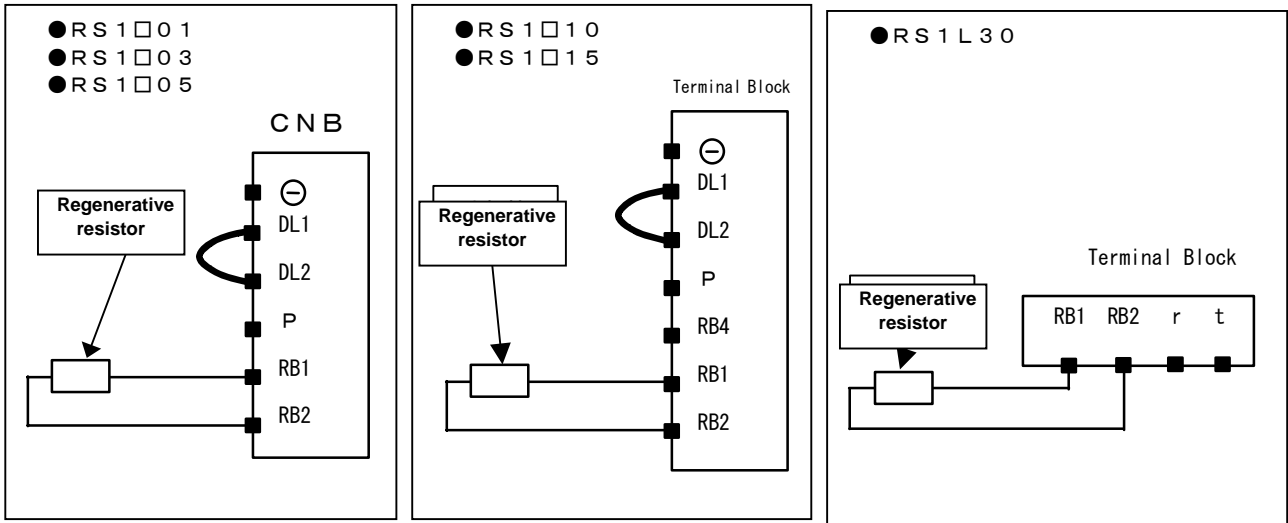 ●RS1□01
●RS1□03
●RS1□05
CNB
⊖
DL1
DL2
P
RB1
RB2
Regenerative
resistor
●RS1□10
●RS1□15
Terminal Block
⊖
DL1
DL2
P
RB4
RB1
RB2
Regenerative
resistor
●RS1L30
Terminal Block
RB1 RB2 r t
Regenerative
resistor